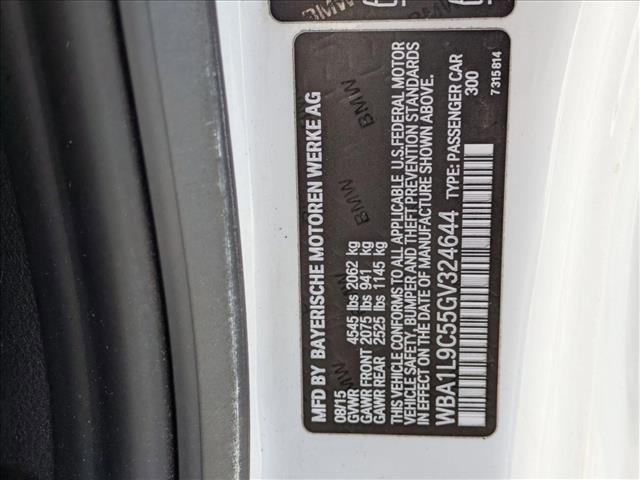 BMW
BMW
MFD BY BAYERISCHE MOTOREN WERKE AG
08/15
GVWR 4545 lbs 2062 kg
GAWR FRONT 2075 lbs 941 kg
GAWR REAR 2525 lbs 1145 kg
THIS VEHICLE CONFORMS TO ALL APPLICABLE U.S. FEDERAL MOTOR
VEHICLE SAFETY, BUMPER AND THEFT PREVENTION STANDARDS
IN EFFECT ON THE DATE OF MANUFACTURE SHOWN ABOVE.
WBA1L9C55GV324644 TYPE: PASSENGER CAR
300
7315814
BMW
BMW
BMW